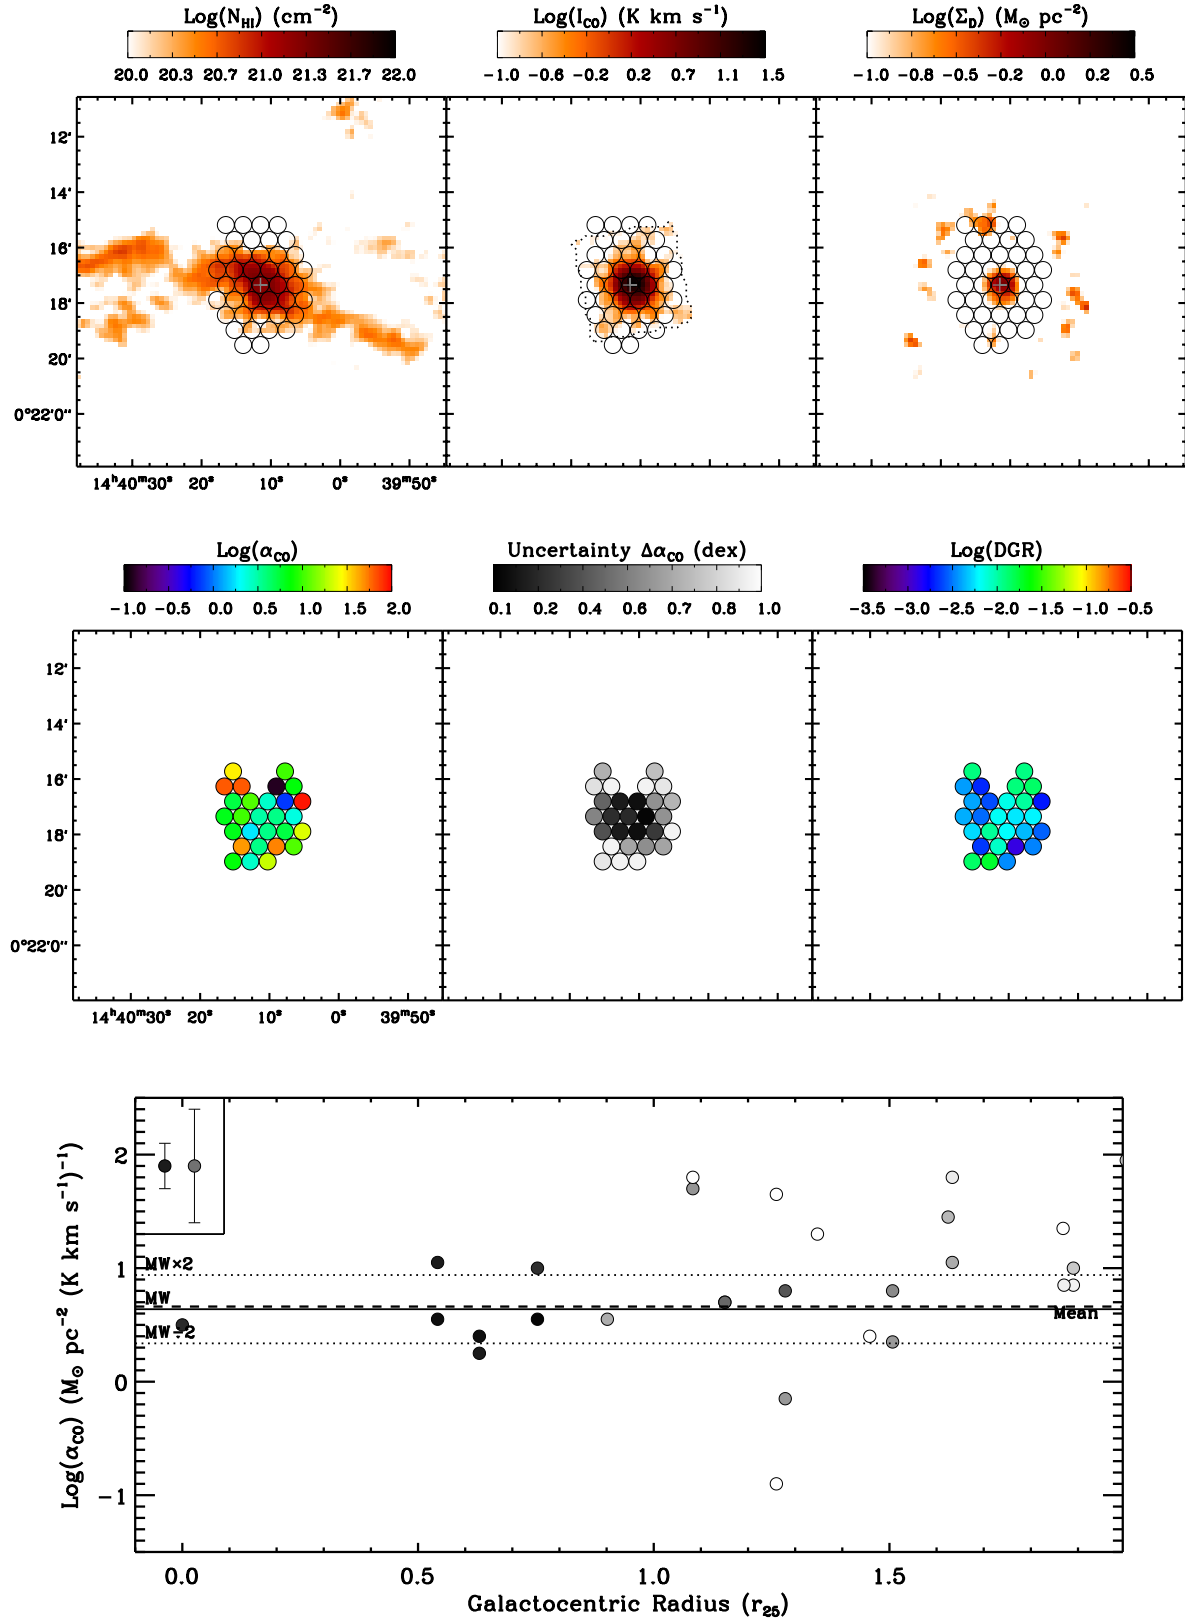 Log(N_HI) (cm⁻²) Log(I_CO) (K km s⁻¹) Log(Σ_D) (M⊙ pc⁻²)
20.0 20.3 20.7 21.0 21.3 21.7 22.0 −1.0 −0.6 −0.2 0.2 0.7 1.1 1.5 −1.0 −0.8 −0.5 −0.2 0.0 0.2 0.5
12'
14'
16'
18'
20'
0°22'0"
14ʰ40ᵐ30ˢ 20ˢ 10ˢ 0ˢ 39ᵐ50ˢ
Log(α_CO) Uncertainty Δα_CO (dex) Log(DGR)
−1.0 −0.5 0.0 0.5 1.0 1.5 2.0 0.1 0.2 0.4 0.6 0.7 0.8 1.0 −3.5 −3.0 −2.5 −2.0 −1.5 −1.0 −0.5
12'
14'
16'
18'
20'
0°22'0"
14ʰ40ᵐ30ˢ 20ˢ 10ˢ 0ˢ 39ᵐ50ˢ
Log(α_CO) (M⊙ pc⁻² (K km s⁻¹)⁻¹)
2
1
0
−1
MW×2
MW
MW÷2
Mean
0.0 0.5 1.0 1.5
Galactocentric Radius (r₂₅)